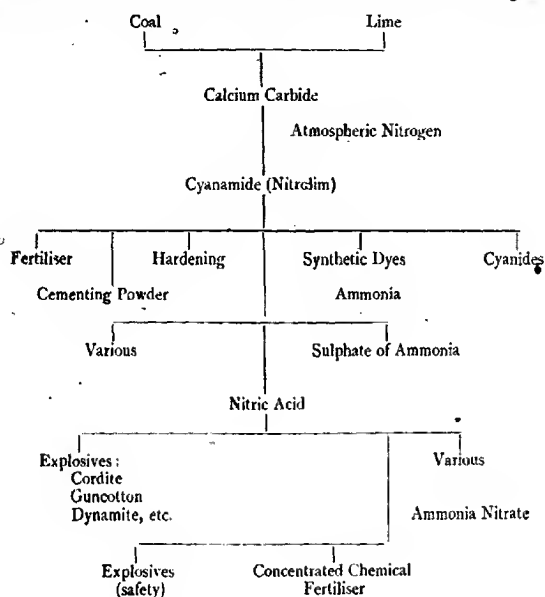 Coal Lime
Calcium Carbide
Atmospheric Nitrogen
Cyanamide (Nitrolim)
Fertiliser Hardening Synthetic Dyes Cyanides
Cementing Powder Ammonia
Various Sulphate of Ammonia
Nitric Acid
Explosives: Various
Cordite
Guncotton
Dynamite, etc. Ammonia Nitrate
Explosives Concentrated Chemical
(safety) Fertiliser